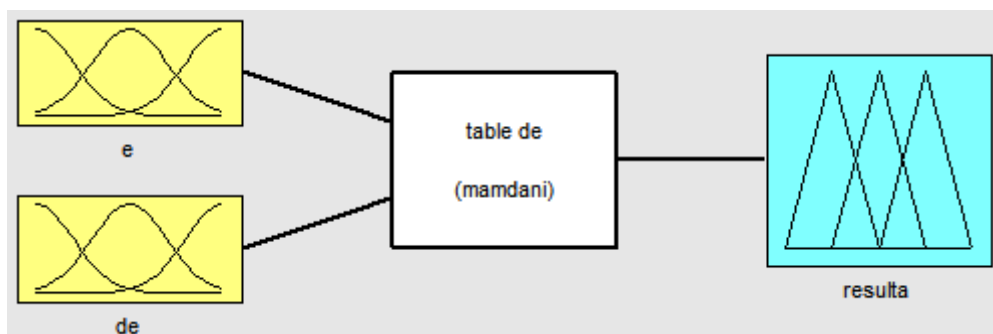 e
de
table de
(mamdani)
resulta